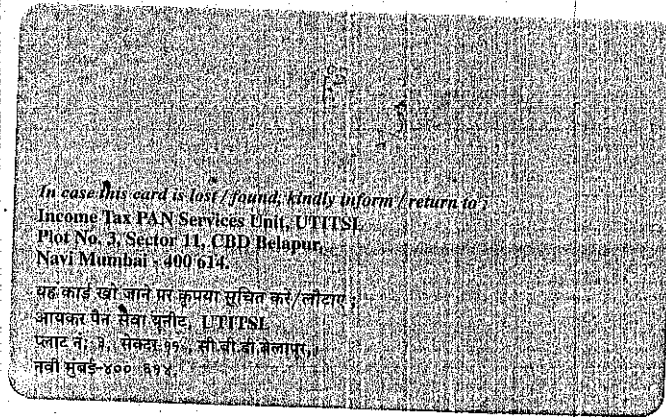 In case this card is lost / found, kindly inform / return to :
Income Tax PAN Services Unit, UTITSL
Plot No. 3, Sector 11, CBD Belapur,
Navi Mumbai - 400 614.
यह कार्ड खो जाने पर कृपया सूचित करें/लौटाए :
आयकर पैन सेवा युनीट, UTITSL
प्लाट नं: ३, सेक्टर ११, सी.बी.डी.बेलापुर,
नवी मुंबई-४०० ६१४.